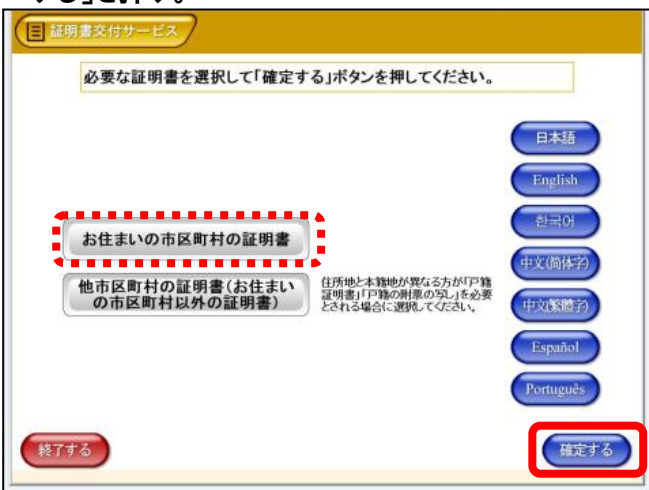 する」を押す。
証明書交付サービス
必要な証明書を選択して「確定する」ボタンを押してください。
日本語
English
한국어
中文(简体字)
中文(繁體字)
Español
Português
お住まいの市区町村の証明書
他市区町村の証明書(お住まい
の市区町村以外の証明書)
住所地と本籍地が異なる方が「戸籍
証明書」「戸籍の附票の写し」を必要
とされる場合に選択してください。
終了する
確定する